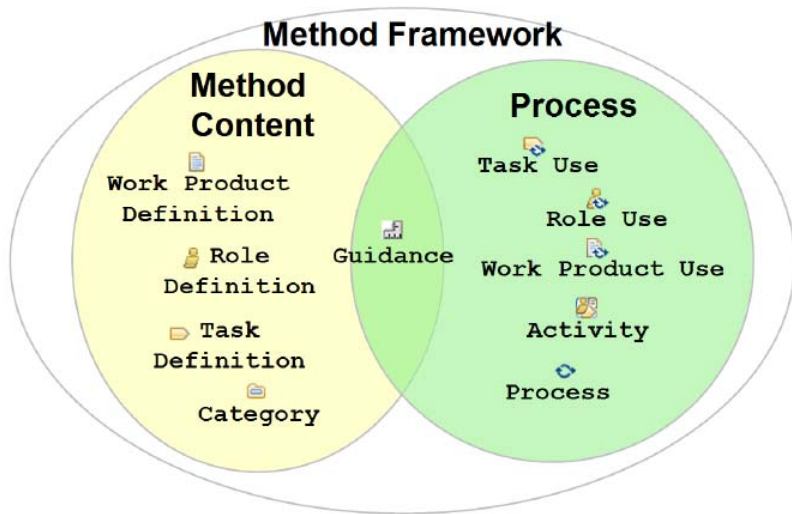 Method Framework
Method
Content
Work Product
Definition
Role
Definition
Task
Definition
Category
Guidance
Process
Task Use
Role Use
Work Product Use
Activity
Process